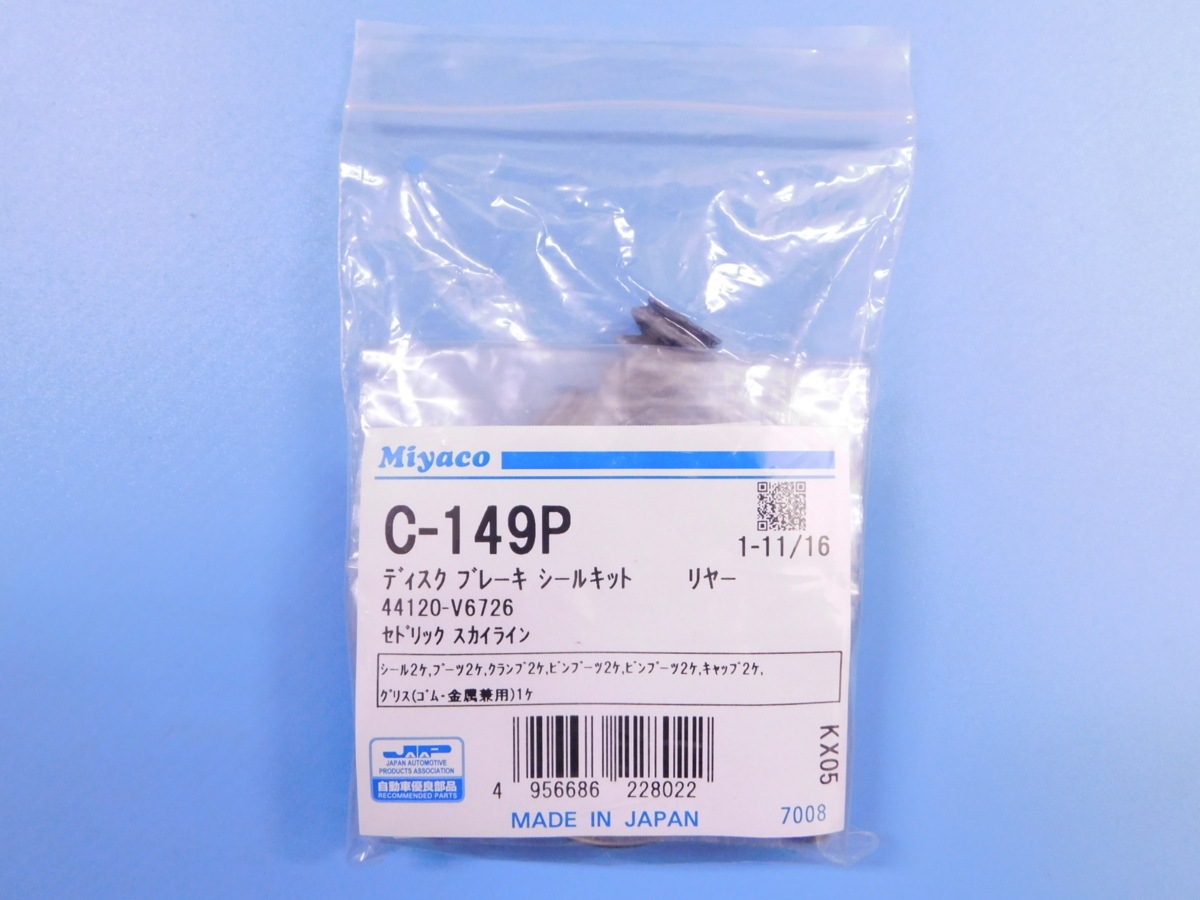 Miyaco
C-149P
1-11/16
ﾃﾞｨｽｸ ﾌﾞﾚｰｷ ｼｰﾙｷｯﾄ ﾘﾔｰ
44120-V6726
ｾﾄﾞﾘｯｸ ｽｶｲﾗｲﾝ
ｼｰﾙ2ｹ,ﾌﾞｰﾂ2ｹ,ｸﾗﾝﾌﾟ2ｹ,ﾋﾟﾝﾌﾞｰﾂ2ｹ,ﾋﾟﾝﾌﾞｰﾂ2ｹ,ｷｬｯﾌﾟ2ｹ,
ｸﾞﾘｽ(ｺﾞﾑ-金属兼用)1ｹ
KX05
JAPAN AUTOMOTIVE
PRODUCTS ASSOCIATION
自動車優良部品
RECOMMENDED PARTS
4 956686 228022
MADE IN JAPAN
7008